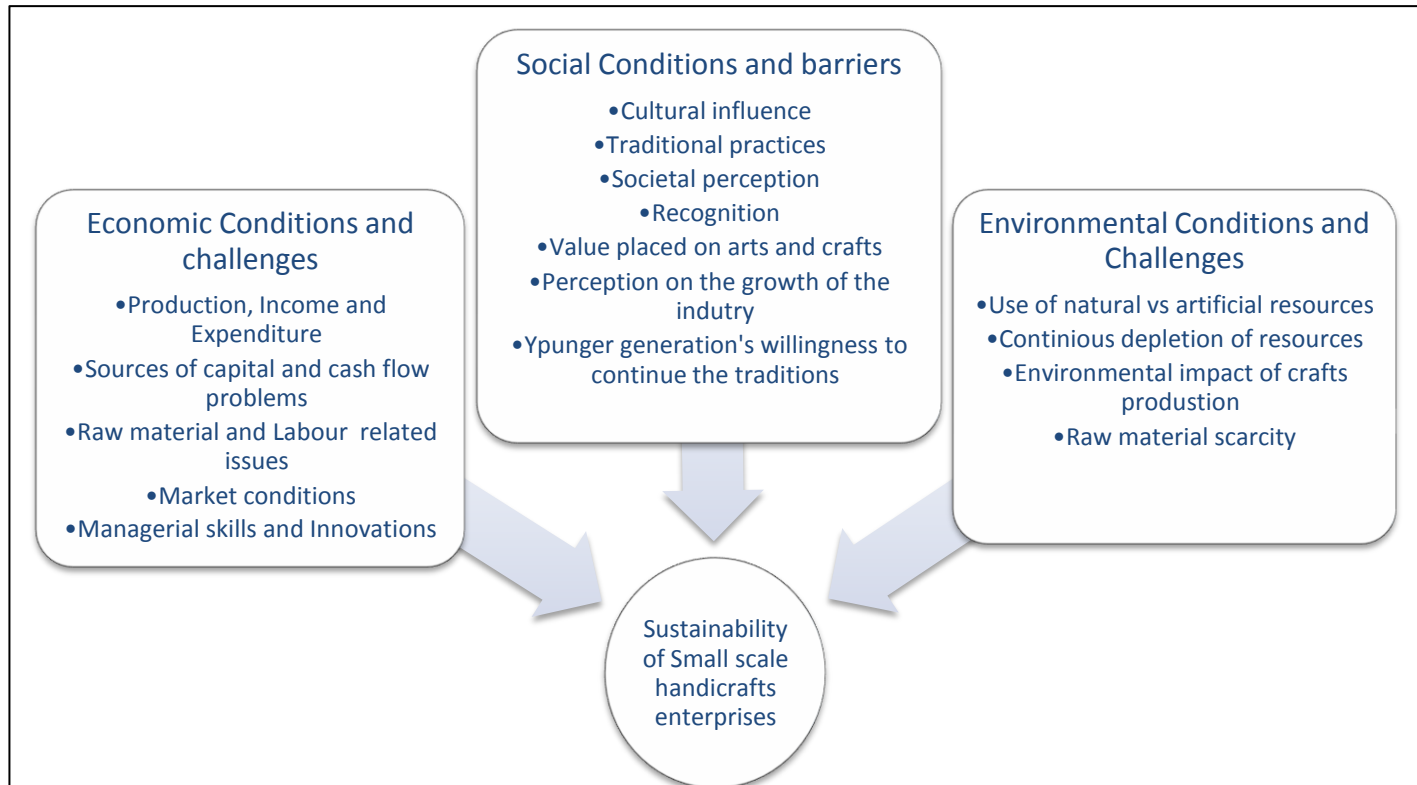 Social Conditions and barriers
•Cultural influence
•Traditional practices
•Societal perception
•Recognition
•Value placed on arts and crafts
•Perception on the growth of the
indutry
•Ypunger generation's willingness to
continue the traditions
Economic Conditions and
challenges
•Production, Income and
Expenditure
•Sources of capital and cash flow
problems
•Raw material and Labour related
issues
•Market conditions
•Managerial skills and Innovations
Environmental Conditions and
Challenges
•Use of natural vs artificial resources
•Continious depletion of resources
•Environmental impact of crafts
produstion
•Raw material scarcity
Sustainability
of Small scale
handicrafts
enterprises